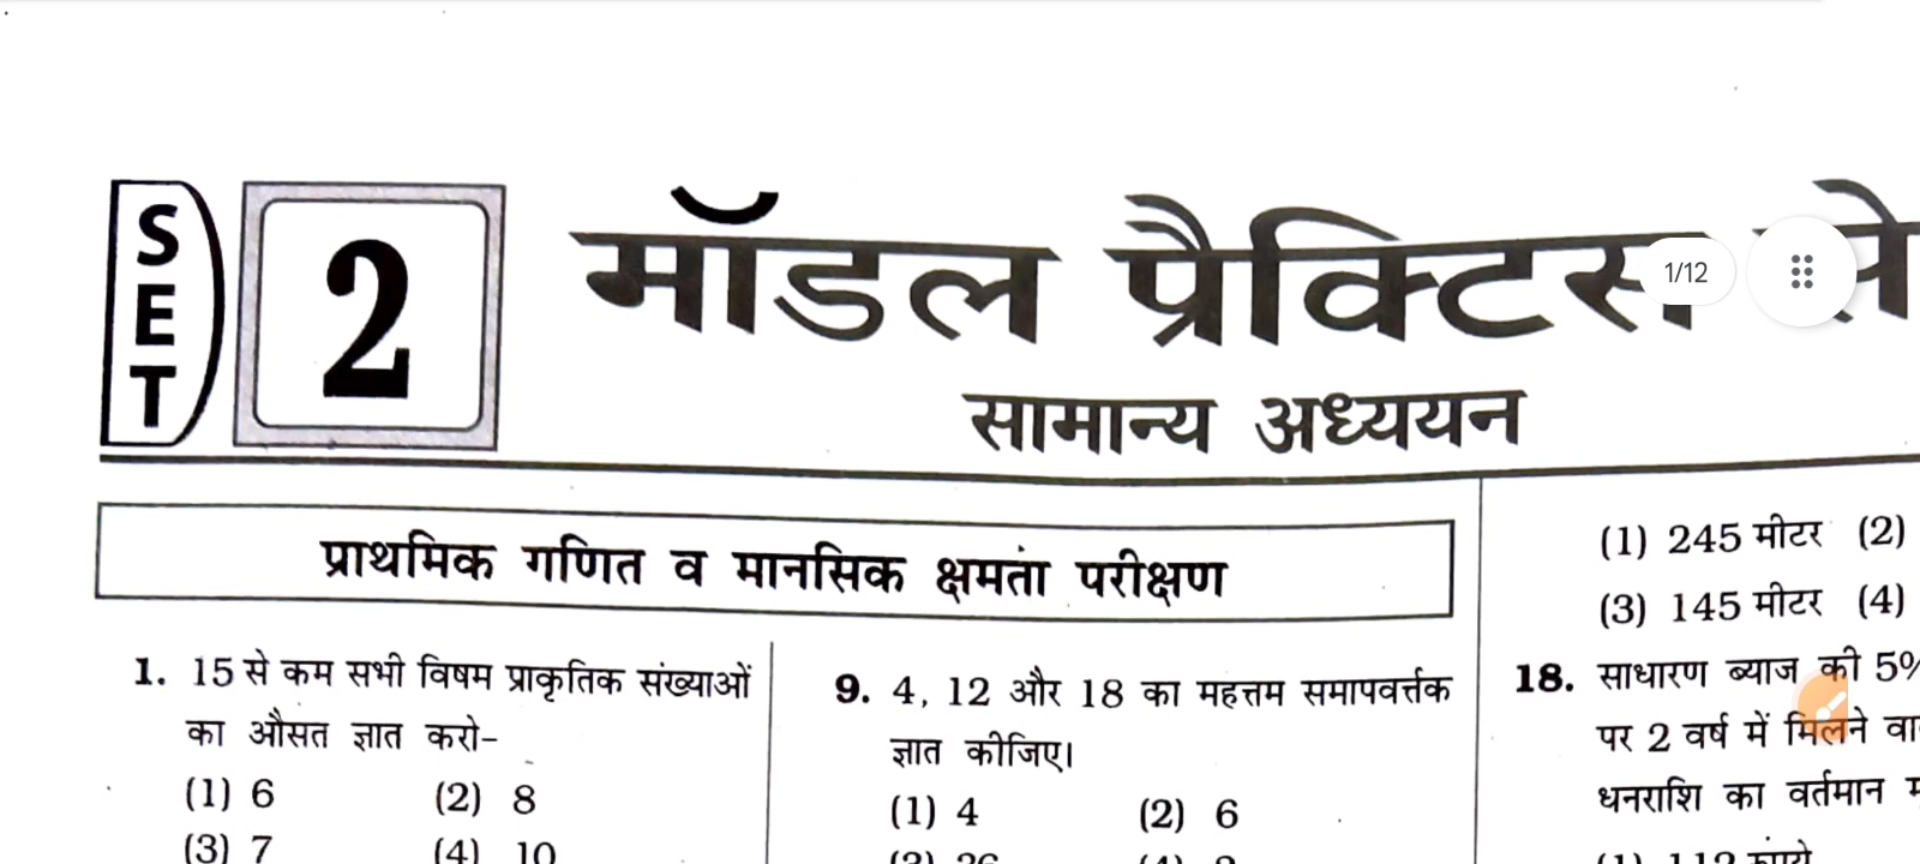 SET
2
मॉडल प्रैक्टिस
1/12
सामान्य अध्ययन
प्राथमिक गणित व मानसिक क्षमता परीक्षण
1. 15 से कम सभी विषम प्राकृतिक संख्याओं
का औसत ज्ञात करो-
(1) 6 (2) 8
(3) 7 (4) 10
9. 4, 12 और 18 का महत्तम समापवर्त्तक
ज्ञात कीजिए।
(1) 4 (2) 6
(1) 245 मीटर (2)
(3) 145 मीटर (4)
18. साधारण ब्याज की 5%
पर 2 वर्ष में मिलने
धनराशि का वर्तमान